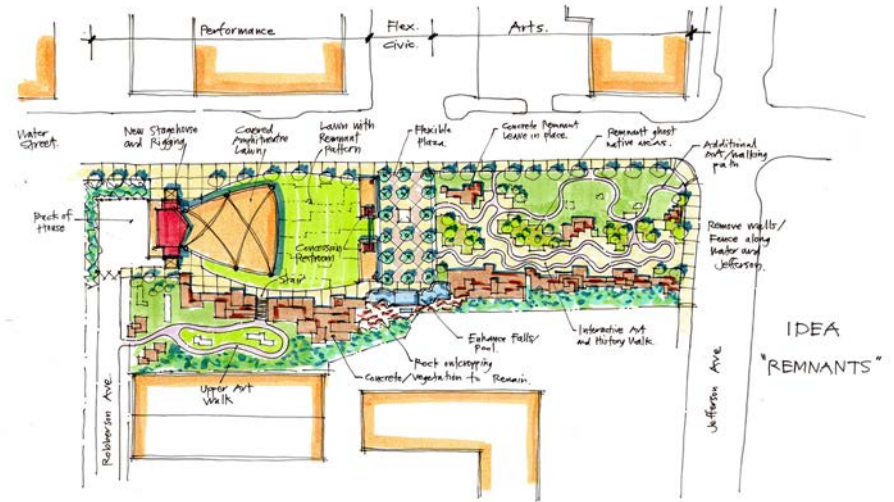 Performance
Flex.
Civic.
Arts.
Water
Street.
New Stagehouse
and Rigging
Covered
Amphitheatre
Lawn
Lawn with
Remnant
Pattern
Flexible
Plaza.
Concrete Remnant
leave in place.
Remnant ghost
native areas.
Additional
Art/walking
path
Back of
House
Concession
Restroom
Stair
Remove walls/
Fence along
Water and
Jefferson.
Enhance Falls/
Pool.
Interactive Art
and History Walk.
Rock outcropping
Concrete/vegetation to Remain.
Upper Art
Walk
Robberson Ave.
Jefferson Ave
IDEA
"REMNANTS"